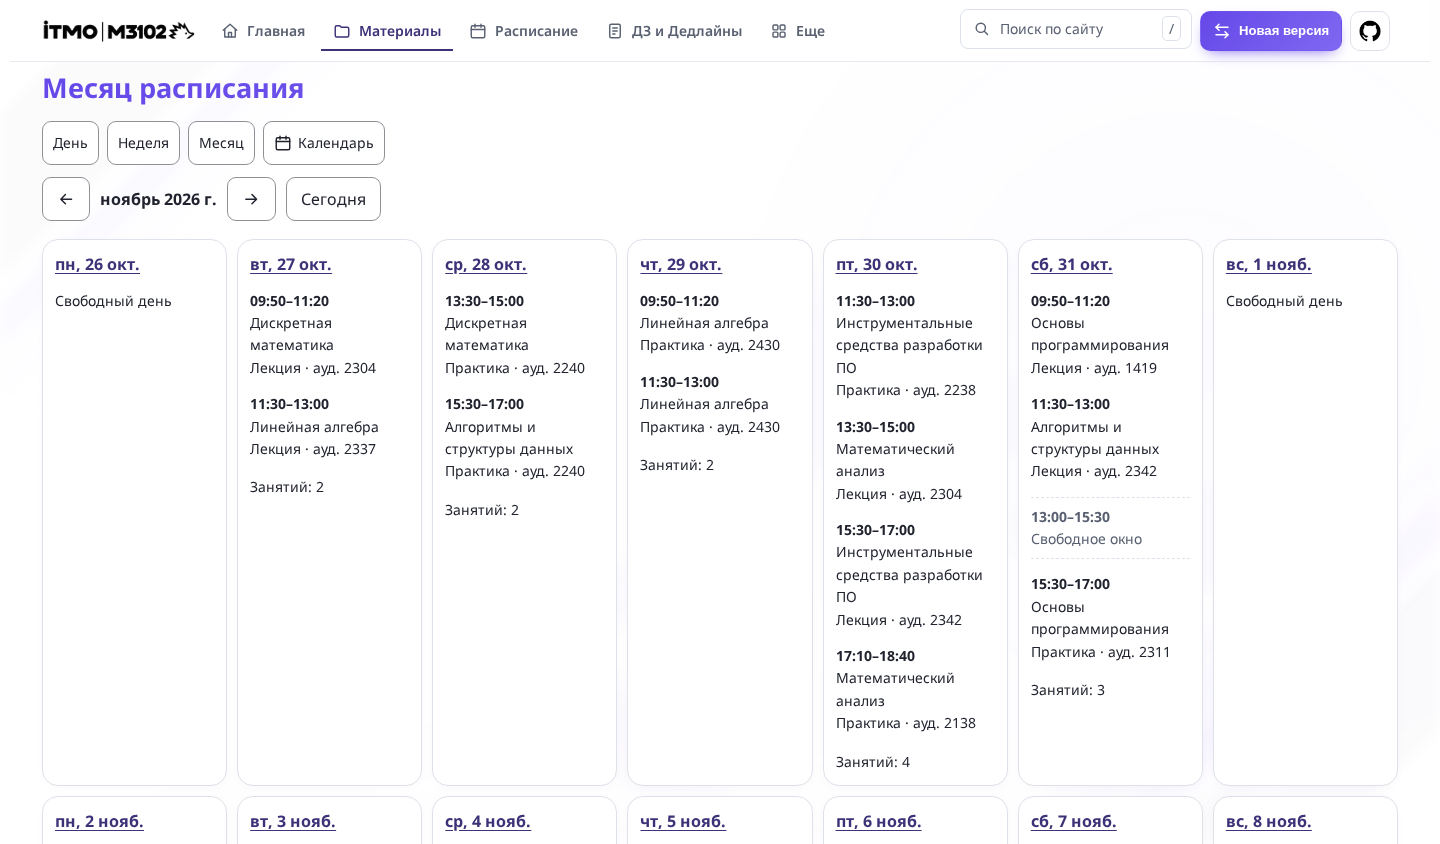 iTMO | M3102
Главная
Материалы
Расписание
ДЗ и Дедлайны
Еще
Поиск по сайту
/
Новая версия
Месяц расписания
День
Неделя
Месяц
Календарь
←
ноябрь 2026 г.
→
Сегодня
пн, 26 окт.
Свободный день
вт, 27 окт.
09:50–11:20
Дискретная
математика
Лекция · ауд. 2304
11:30–13:00
Линейная алгебра
Лекция · ауд. 2337
Занятий: 2
ср, 28 окт.
13:30–15:00
Дискретная
математика
Практика · ауд. 2240
15:30–17:00
Алгоритмы и
структуры данных
Практика · ауд. 2240
Занятий: 2
чт, 29 окт.
09:50–11:20
Линейная алгебра
Практика · ауд. 2430
11:30–13:00
Линейная алгебра
Практика · ауд. 2430
Занятий: 2
пт, 30 окт.
11:30–13:00
Инструментальные
средства разработки
ПО
Практика · ауд. 2238
13:30–15:00
Математический
анализ
Лекция · ауд. 2304
15:30–17:00
Инструментальные
средства разработки
ПО
Лекция · ауд. 2342
17:10–18:40
Математический
анализ
Практика · ауд. 2138
Занятий: 4
сб, 31 окт.
09:50–11:20
Основы
программирования
Лекция · ауд. 1419
11:30–13:00
Алгоритмы и
структуры данных
Лекция · ауд. 2342
13:00–15:30
Свободное окно
15:30–17:00
Основы
программирования
Практика · ауд. 2311
Занятий: 3
вс, 1 нояб.
Свободный день
пн, 2 нояб.
вт, 3 нояб.
ср, 4 нояб.
чт, 5 нояб.
пт, 6 нояб.
сб, 7 нояб.
вс, 8 нояб.